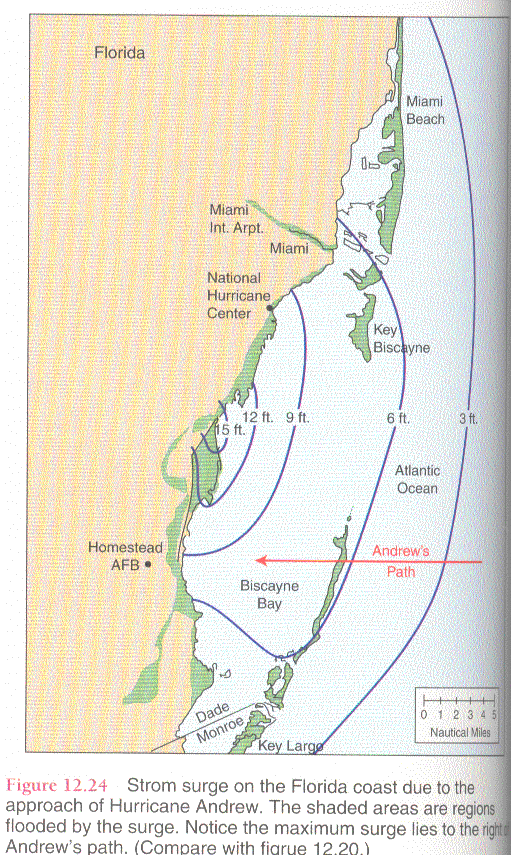 Florida
Miami
Beach
Miami
Int. Arpt.
Miami
National
Hurricane
Center
Key
Biscayne
15 ft.
12 ft.
9 ft.
6 ft.
3 ft.
Atlantic
Ocean
Homestead
AFB
Andrew's
Path
Biscayne
Bay
Dade
Monroe
Key Largo
0 1 2 3 4 5
Nautical Miles
Figure 12.24 Strom surge on the Florida coast due to the
approach of Hurricane Andrew. The shaded areas are regions
flooded by the surge. Notice the maximum surge lies to the right
Andrew's path. (Compare with figrue 12.20.)